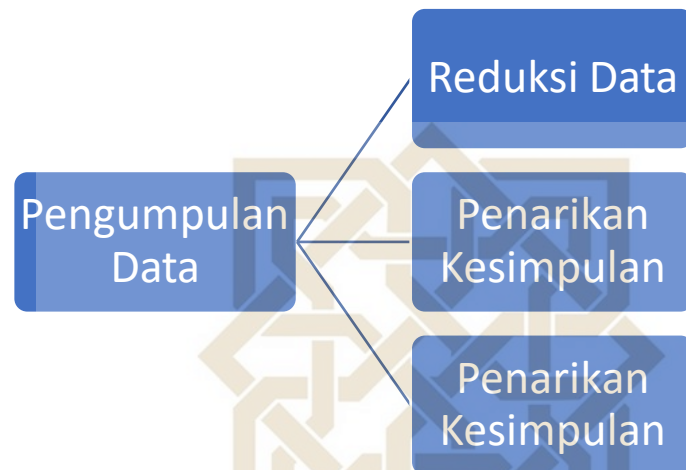 Reduksi Data
Pengumpulan
Data
Penarikan
Kesimpulan
Penarikan
Kesimpulan